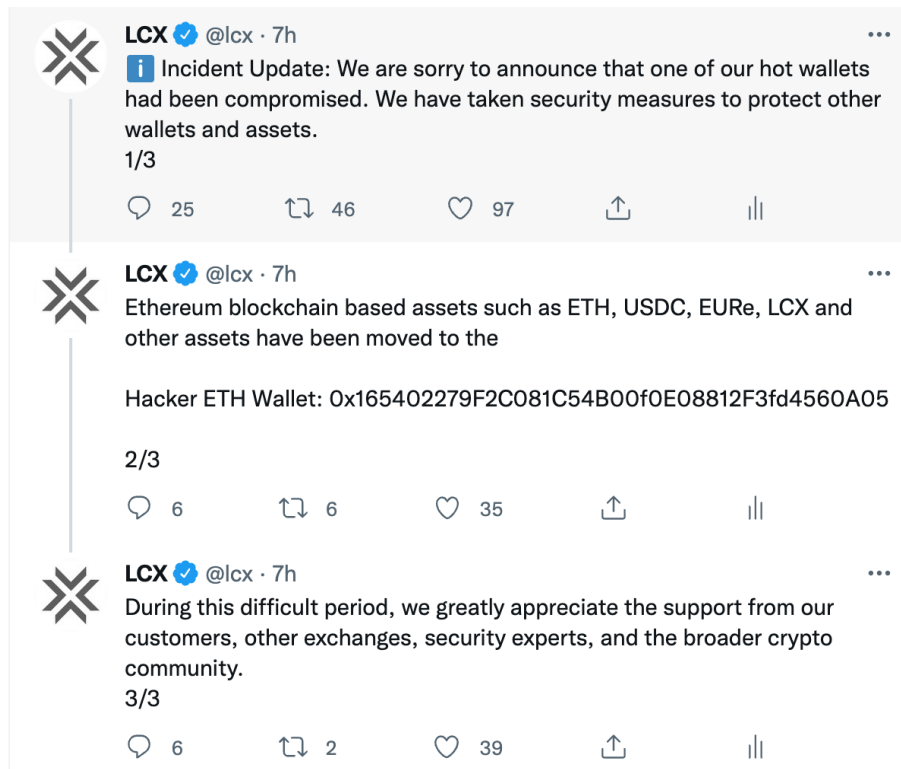 LCX @lcx · 7h
ℹ️ Incident Update: We are sorry to announce that one of our hot wallets
had been compromised. We have taken security measures to protect other
wallets and assets.
1/3
25 46 97
LCX @lcx · 7h
Ethereum blockchain based assets such as ETH, USDC, EURe, LCX and
other assets have been moved to the
Hacker ETH Wallet: 0x165402279F2C081C54B00f0E08812F3fd4560A05
2/3
6 6 35
LCX @lcx · 7h
During this difficult period, we greatly appreciate the support from our
customers, other exchanges, security experts, and the broader crypto
community.
3/3
6 2 39